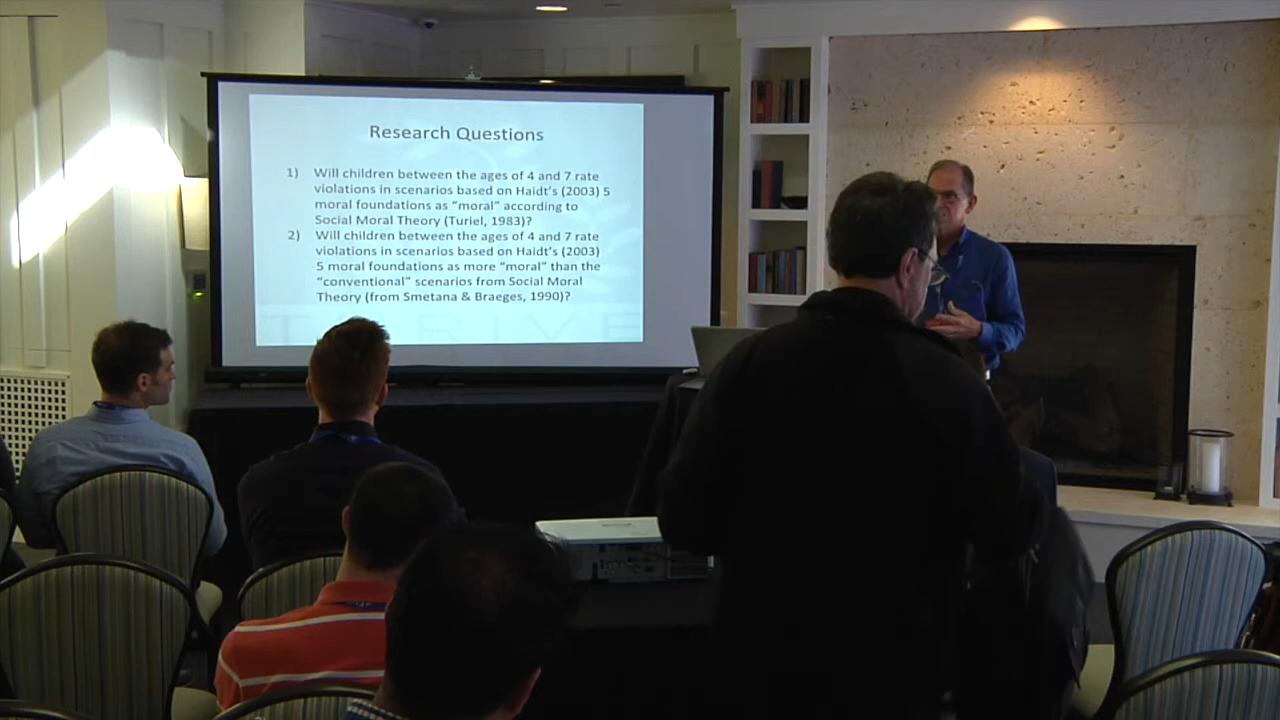 Research Questions
1) Will children between the ages of 4 and 7 rate
violations in scenarios based on Haidt's (2003) 5
moral foundations as "moral" according to
Social Moral Theory (Turiel, 1983)?
2) Will children between the ages of 4 and 7 rate
violations in scenarios based on Haidt's (2003)
5 moral foundations as more "moral" than the
"conventional" scenarios from Social Moral
Theory (from Smetana & Braeges, 1990)?
THRIVE